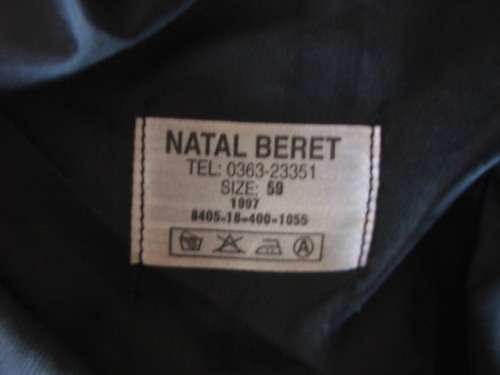 NATAL BERET
TEL: 0363-23351
SIZE: 59
1997
8405-18-400-1055
A